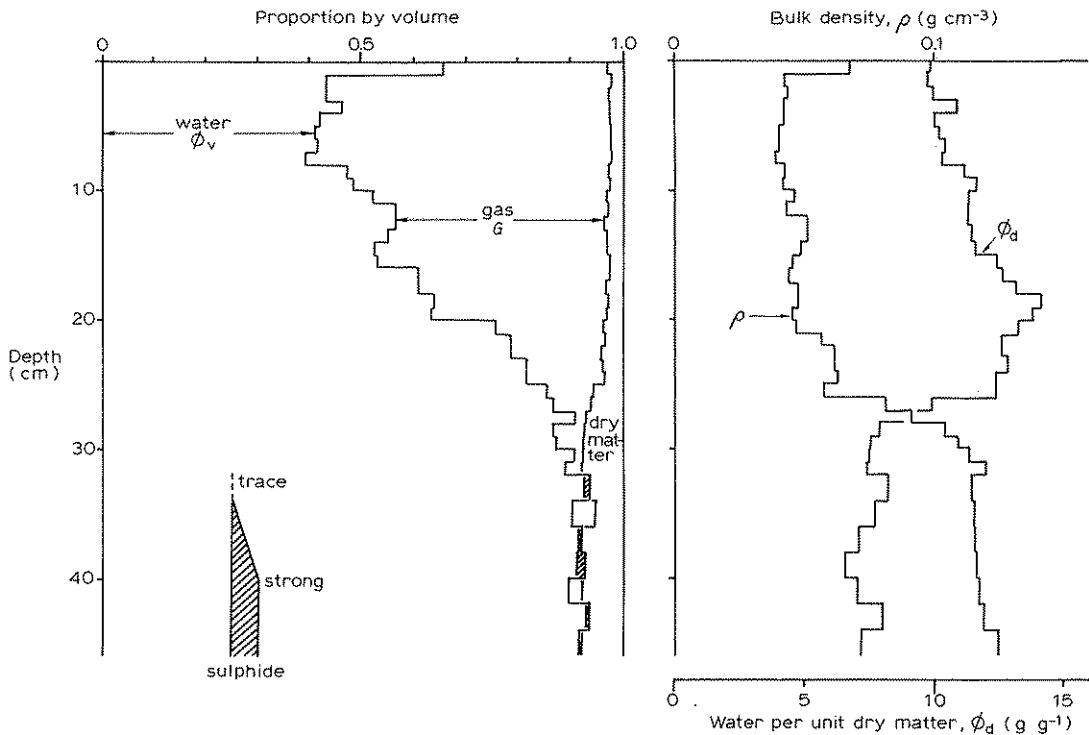 Proportion by volume
0
0.5
1.0
water
ϕv
gas
G
dry
mat-
ter
Depth
(cm)
10
20
30
40
trace
strong
sulphide
Bulk density, ρ (g cm⁻³)
0
0.1
ϕd
ρ
0
5
10
15
Water per unit dry matter, ϕd (g g⁻¹)